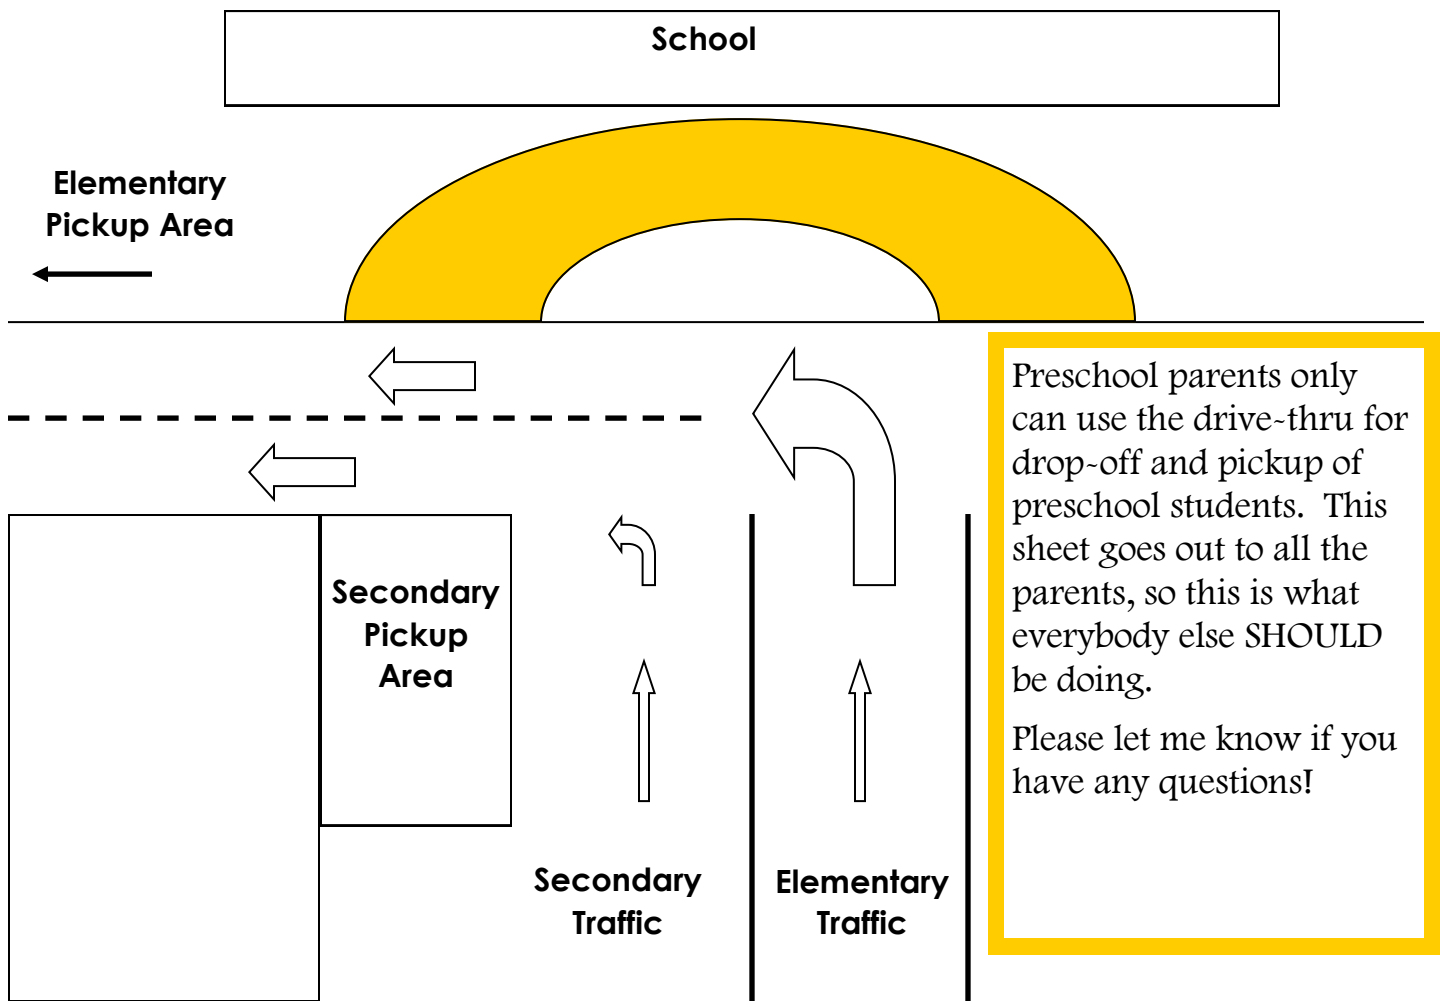 School
Elementary
Pickup Area
Preschool parents only
can use the drive-thru for
drop-off and pickup of
preschool students.  This
sheet goes out to all the
parents, so this is what
everybody else SHOULD
be doing.
Please let me know if you
have any questions!
Secondary
Pickup
Area
Secondary
Traffic
Elementary
Traffic